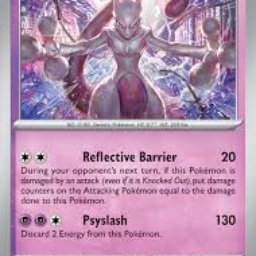 Reflective Barrier 20
During your opponent's next turn, if this Pokémon is
damaged by an attack (even if it is Knocked Out), put damage
counters on the Attacking Pokémon equal to the damage
done to this Pokémon.
Psyslash 130
Discard 2 Energy from this Pokémon.